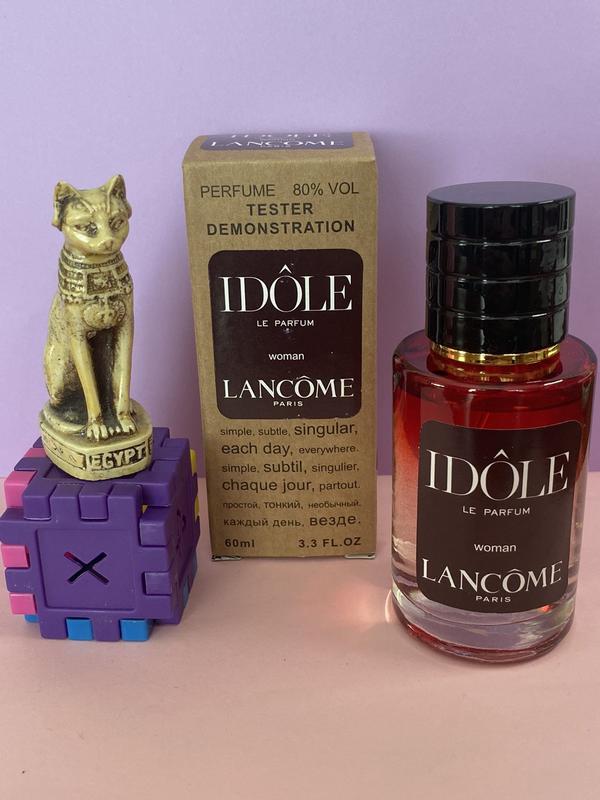 IDÔLE
LANCÔME
PERFUME 80% VOL
TESTER
DEMONSTRATION
IDÔLE
LE PARFUM
woman
LANCÔME
PARIS
simple, subtle, singular,
each day, everywhere.
simple, subtil, singulier,
chaque jour, partout.
простой, тонкий, необычный.
каждый день, везде.
60ml 3.3 FL.OZ
EGYPT
IDÔLE
LE PARFUM
woman
LANCÔME
PARIS